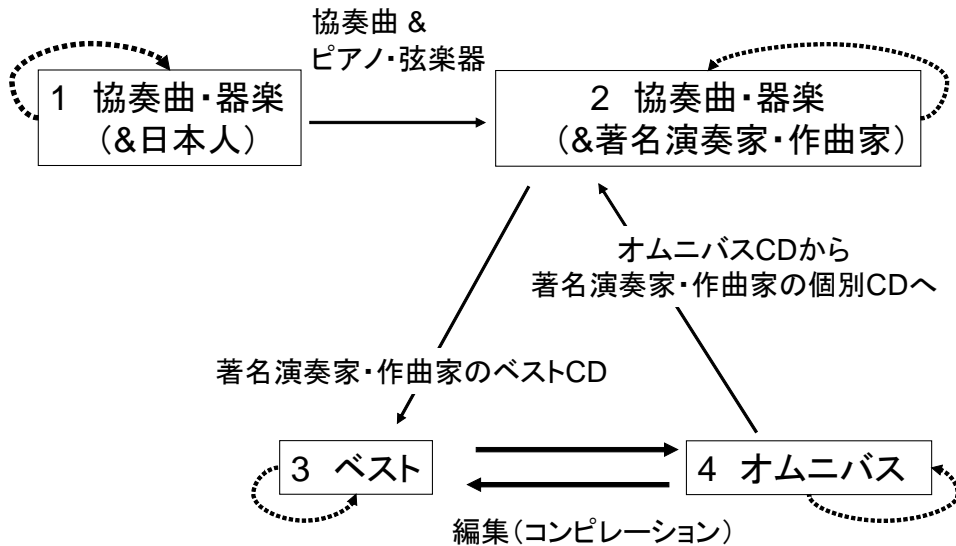 協奏曲 &
ピアノ・弦楽器
1 協奏曲・器楽
(&日本人)
2 協奏曲・器楽
(&著名演奏家・作曲家)
オムニバスCDから
著名演奏家・作曲家の個別CDへ
著名演奏家・作曲家のベストCD
3 ベスト
4 オムニバス
編集(コンピレーション)